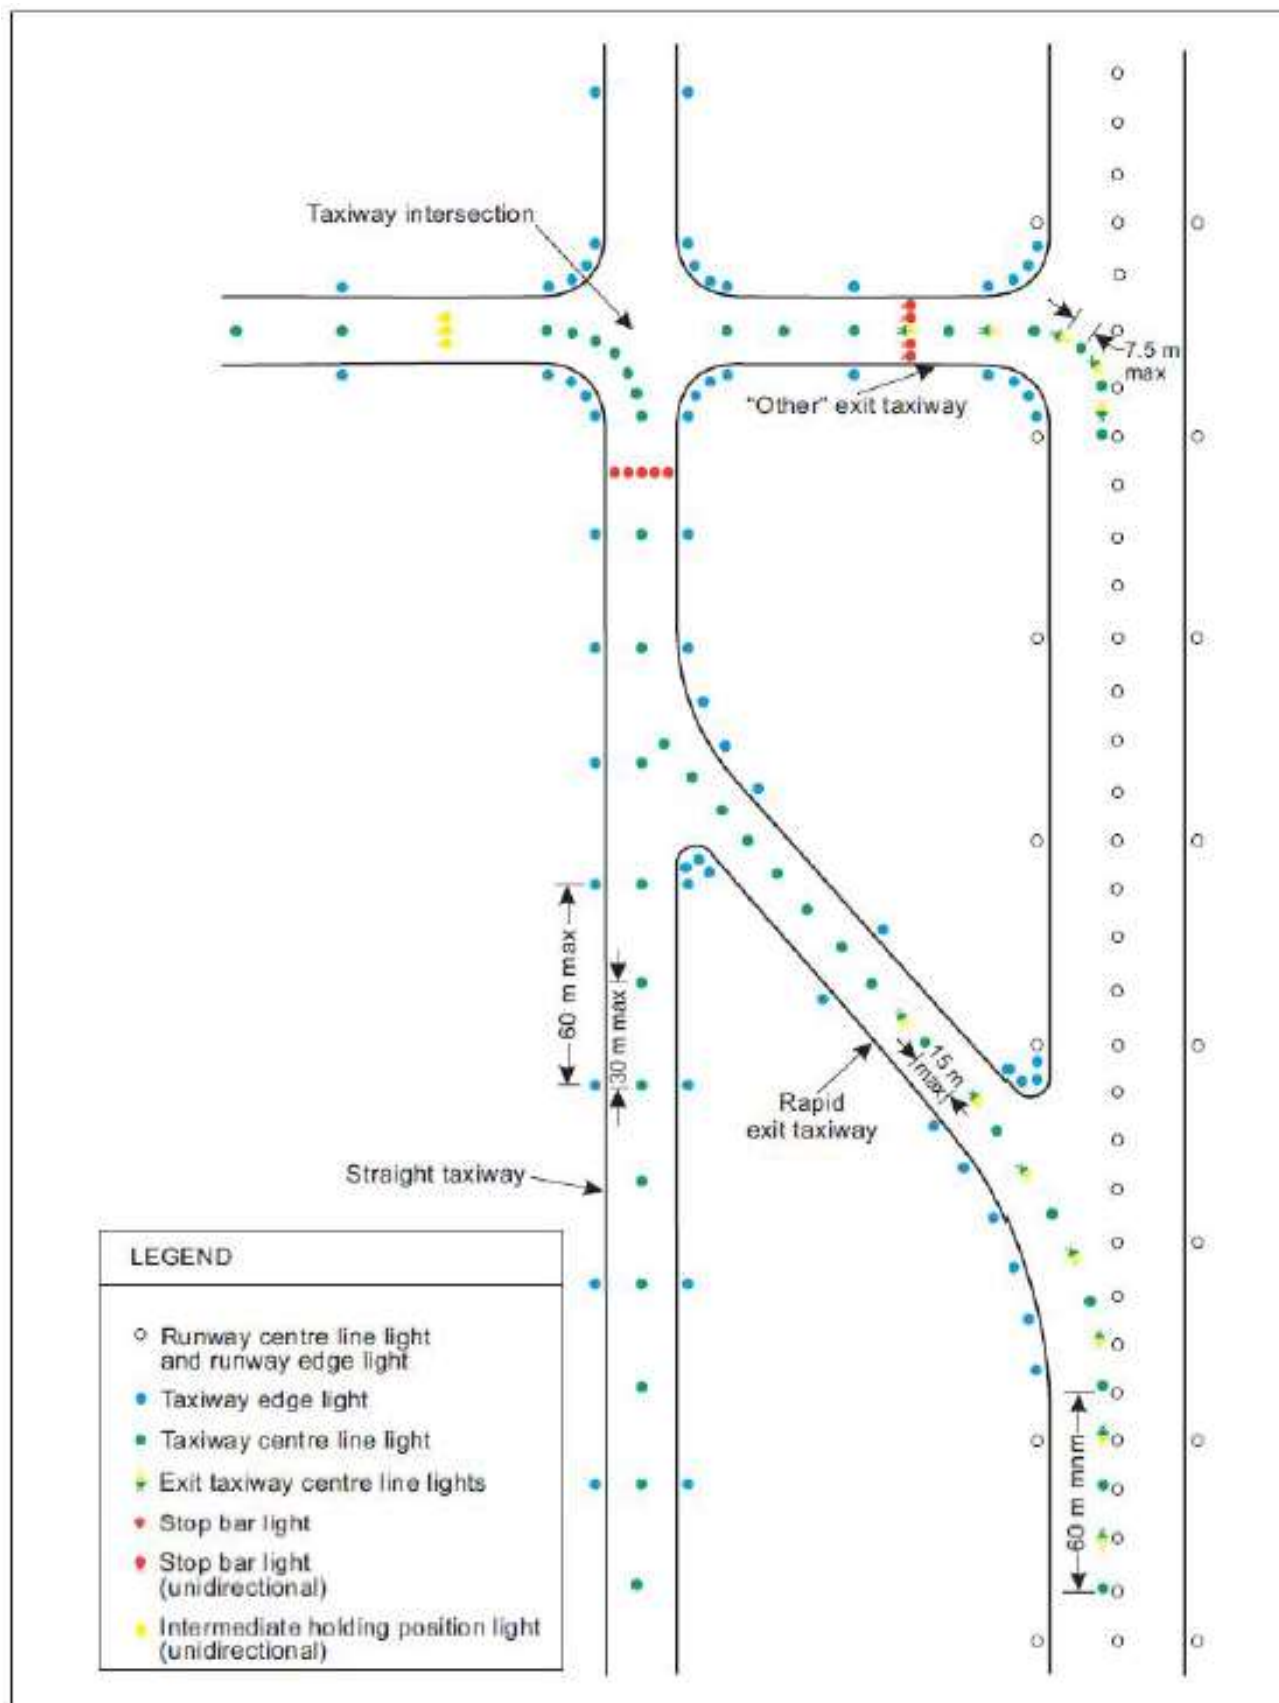 Taxiway intersection
7.5 m
max
"Other" exit taxiway
60 m max
30 m max
15 m
max
Rapid
exit taxiway
Straight taxiway
60 m mnm
LEGEND
Runway centre line light
and runway edge light
Taxiway edge light
Taxiway centre line light
Exit taxiway centre line lights
Stop bar light
Stop bar light
(unidirectional)
Intermediate holding position light
(unidirectional)